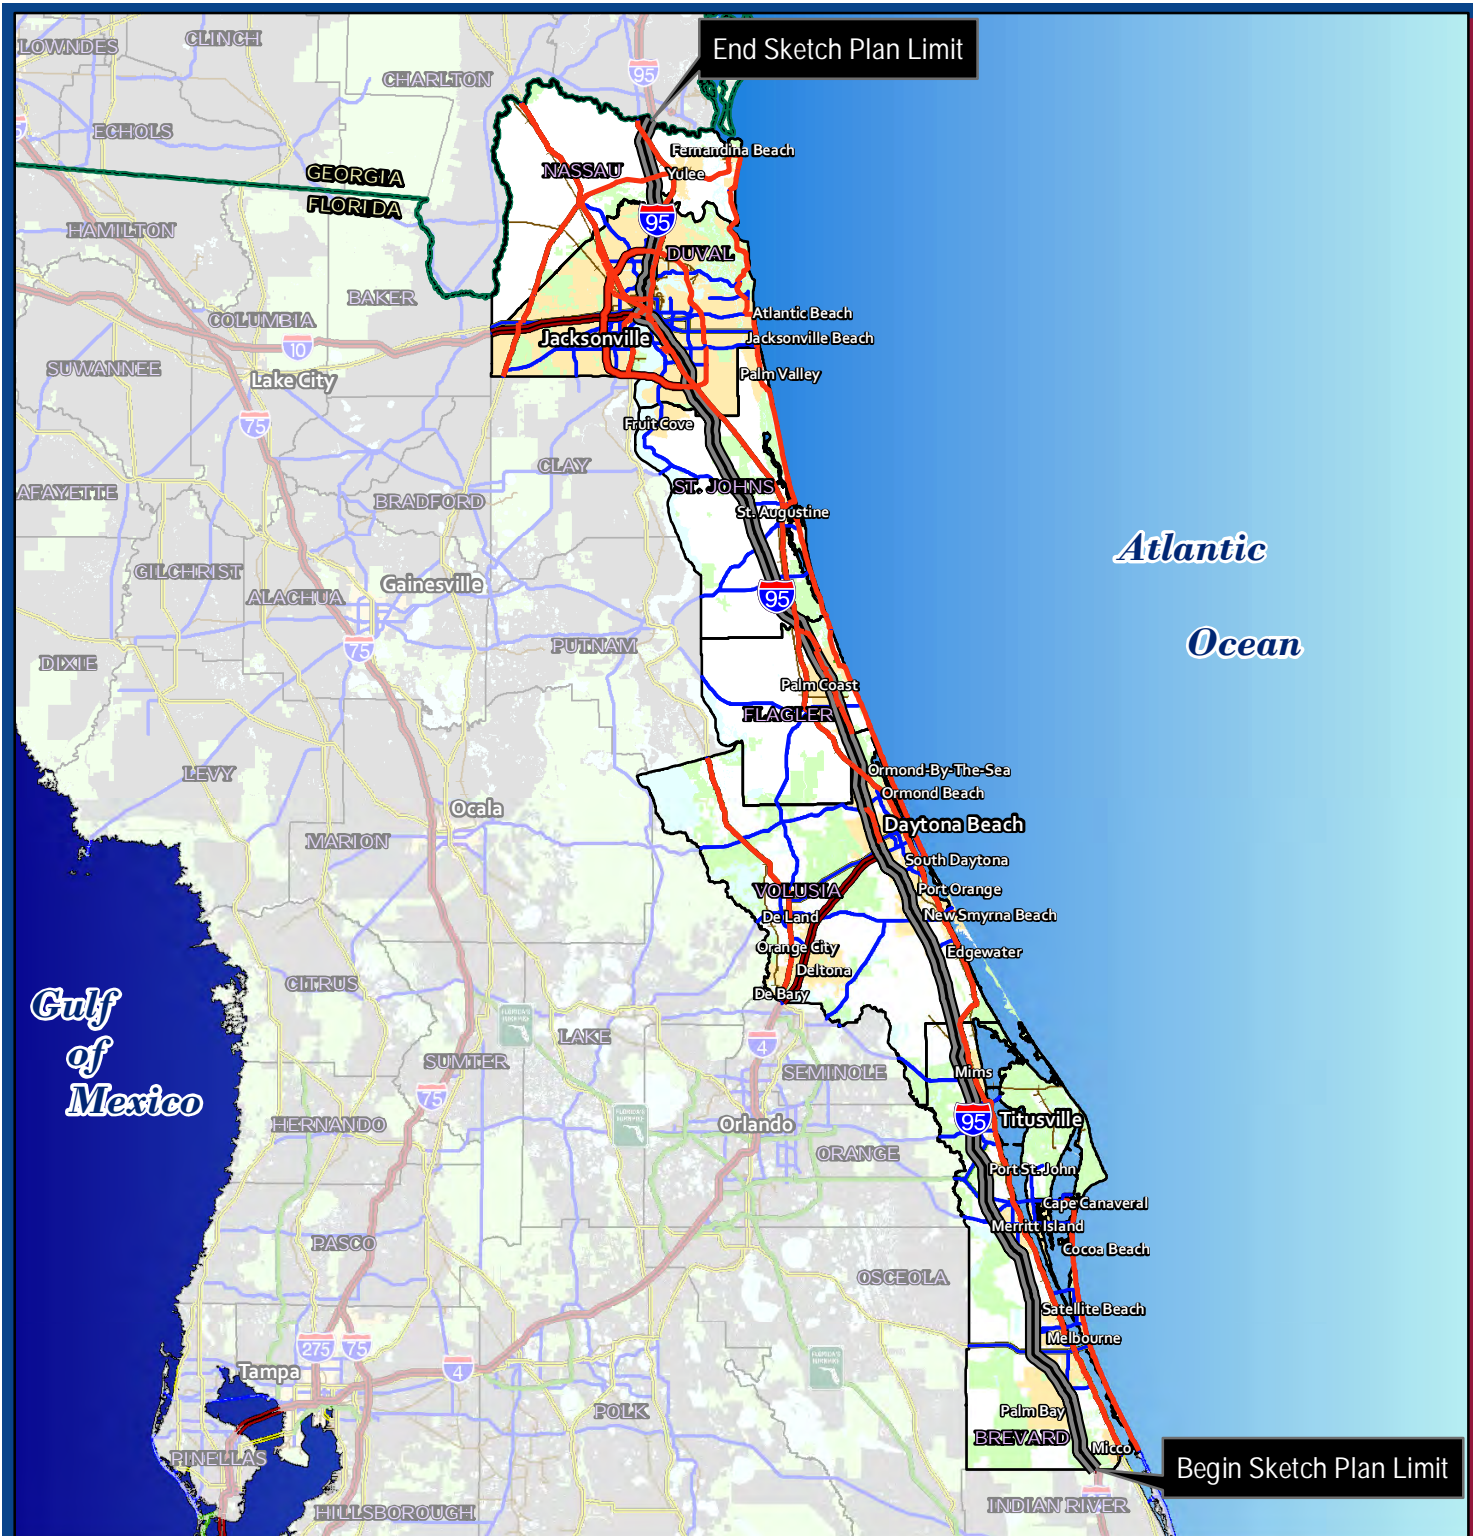 End Sketch Plan Limit
LOWNDES
CLINCH
CHARLTON
95
ECHOLS
Fernandina Beach
NASSAU
Yulee
GEORGIA
FLORIDA
95
HAMILTON
DUVAL
BAKER
COLUMBIA
Atlantic Beach
10
Jacksonville
Jacksonville Beach
SUWANNEE
Lake City
Palm Valley
75
Fruit Cove
CLAY
AFAYETTE
ST. JOHNS
BRADFORD
St. Augustine
Atlantic
GILCHRIST
Gainesville
ALACHUA
95
Ocean
PUTNAM
75
DIXIE
Palm Coast
FLAGLER
LEVY
Ormond-By-The-Sea
Ormond Beach
Ocala
Daytona Beach
MARION
South Daytona
VOLUSIA
Port Orange
De Land
New Smyrna Beach
Orange City
Edgewater
Deltona
CITRUS
De Bary
Gulf
of
Mexico
LAKE
4
SUMTER
SEMINOLE
Mims
75
HERNANDO
Orlando
95
Titusville
ORANGE
Port St. John
Cape Canaveral
Merritt Island
PASCO
Cocoa Beach
OSCEOLA
Satellite Beach
Melbourne
275
75
4
Tampa
POLK
Palm Bay
BREVARD
Micco
PINELLAS
Begin Sketch Plan Limit
HILLSBOROUGH
INDIAN RIVER